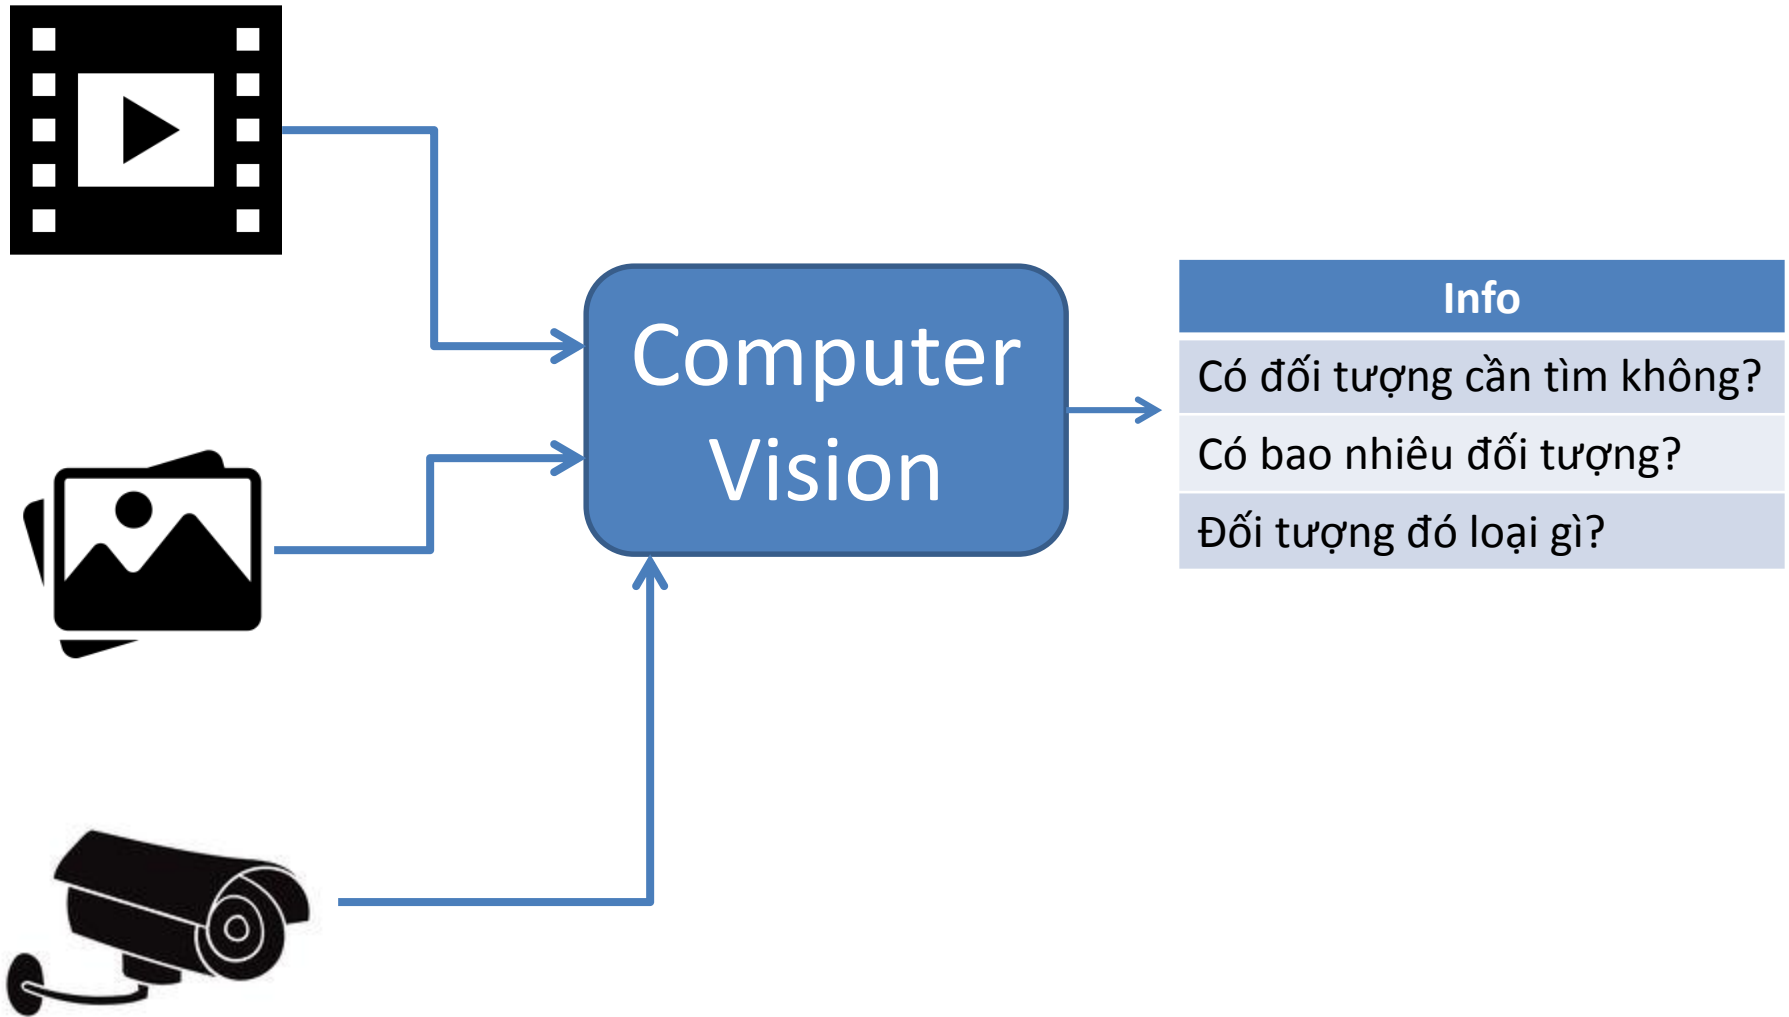 Computer
Vision
Info
Có đối tượng cần tìm không?
Có bao nhiêu đối tượng?
Đối tượng đó loại gì?